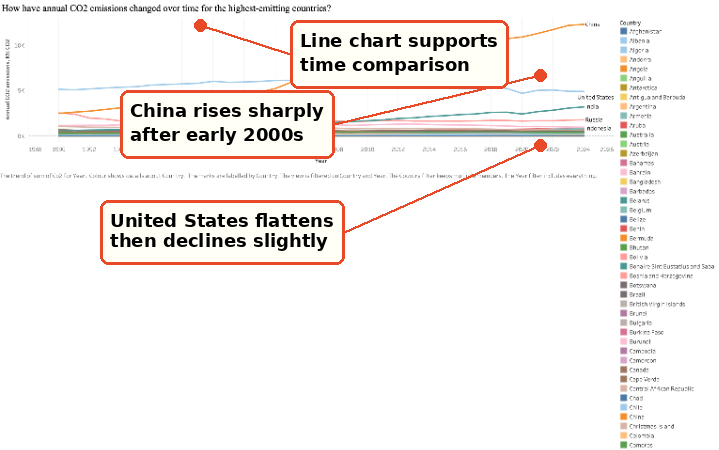 How have annual CO2 emissions changed over time for the highest-emitting countries?
Line chart supports
time comparison
China rises sharply
after early 2000s
United States flattens
then declines slightly
China
United States
India
Russia
Indonesia
Year
Country
Afghanistan
Albania
Algeria
Andorra
Angola
Anguilla
Antarctica
Antigua and Barbuda
Argentina
Armenia
Aruba
Australia
Austria
Azerbaijan
Bahamas
Bahrain
Bangladesh
Barbados
Belarus
Belgium
Belize
Benin
Bermuda
Bhutan
Bolivia
Bonaire Sint Eustatius and Saba
Bosnia and Herzegovina
Botswana
Brazil
British Virgin Islands
Brunei
Bulgaria
Burkina Faso
Burundi
Cambodia
Cameroon
Canada
Cape Verde
Central African Republic
Chad
Chile
China
Christmas Island
Colombia
Comoros